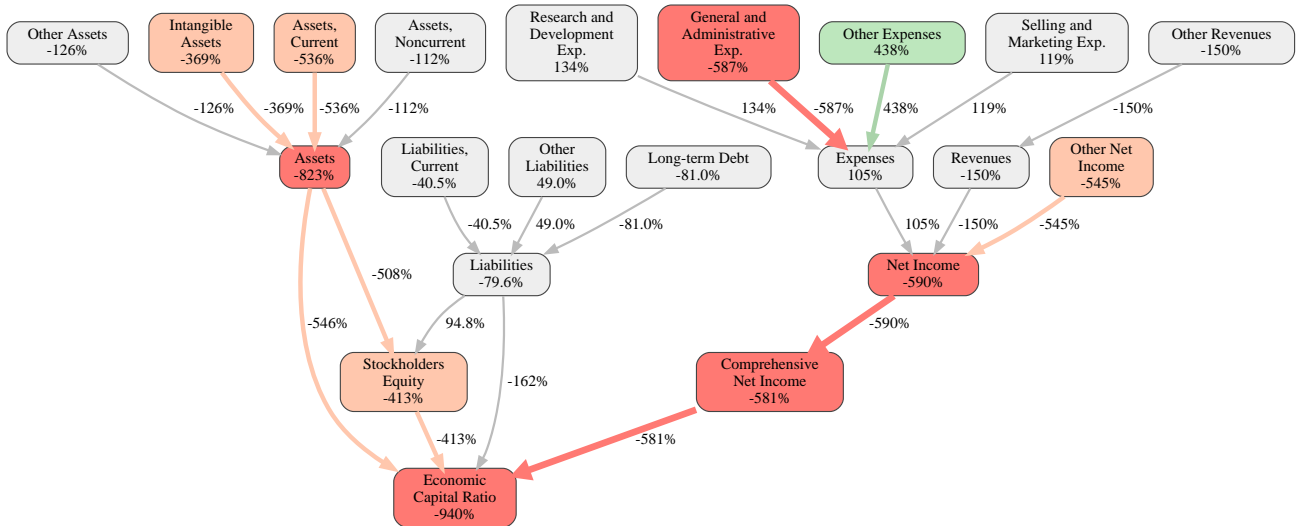 Other Assets
-126%
Intangible
Assets
-369%
Assets,
Current
-536%
Assets,
Noncurrent
-112%
Research and
Development
Exp.
134%
General and
Administrative
Exp.
-587%
Other Expenses
438%
Selling and
Marketing Exp.
119%
Other Revenues
-150%
-126%
-369%
-536%
-112%
134%
-587%
438%
119%
-150%
Assets
-823%
Liabilities,
Current
-40.5%
Other
Liabilities
49.0%
Long-term Debt
-81.0%
Expenses
105%
Revenues
-150%
Other Net
Income
-545%
-40.5%
49.0%
-81.0%
105%
-150%
-545%
-508%
Liabilities
-79.6%
Net Income
-590%
-546%
94.8%
-590%
Stockholders
Equity
-413%
-162%
Comprehensive
Net Income
-581%
-413%
-581%
Economic
Capital Ratio
-940%